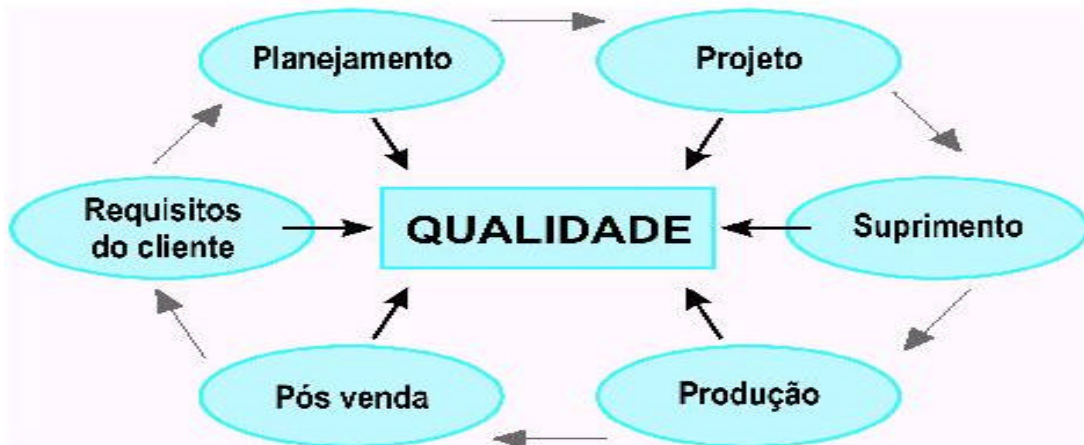 Planejamento
Projeto
Requisitos
do cliente
QUALIDADE
Suprimento
Pós venda
Produção